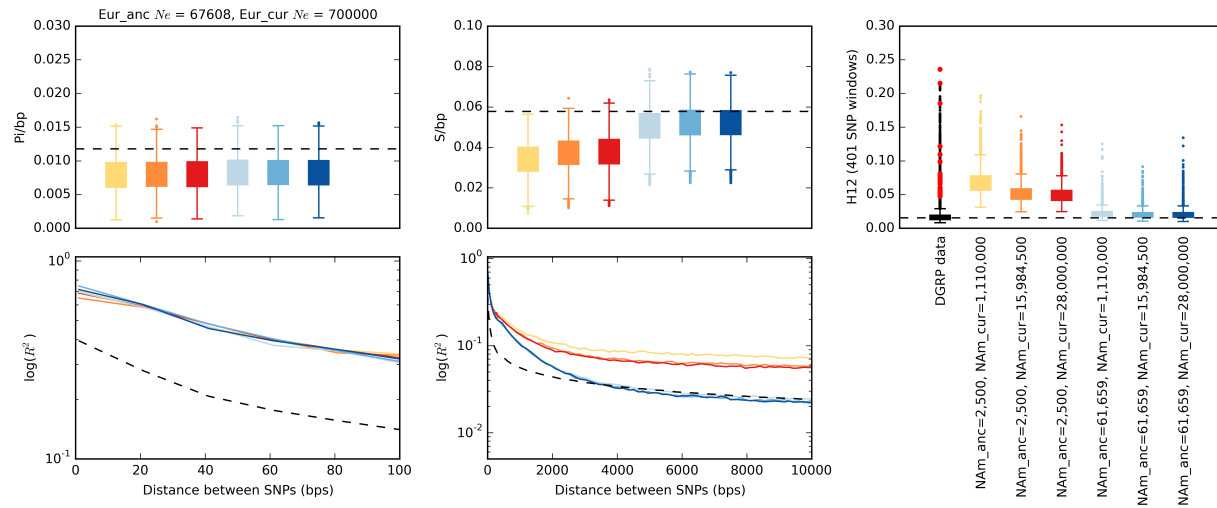 Eur_anc Ne = 67608, Eur_cur Ne = 700000
0.030
0.025
0.020
0.015
0.010
0.005
0.000
Pi/bp
0.10
0.08
0.06
0.04
0.02
0.00
S/bp
0.30
0.25
0.20
0.15
0.10
0.05
0.00
H12 (401 SNP windows)
DGRP data
NAm_anc=2,500, NAm_cur=1,110,000
NAm_anc=2,500, NAm_cur=15,984,500
NAm_anc=2,500, NAm_cur=28,000,000
NAm_anc=61,659, NAm_cur=1,110,000
NAm_anc=61,659, NAm_cur=15,984,500
NAm_anc=61,659, NAm_cur=28,000,000
10⁰
10⁻¹
log(R²)
0 20 40 60 80 100
Distance between SNPs (bps)
10⁰
10⁻¹
10⁻²
log(R²)
0 2000 4000 6000 8000 10000
Distance between SNPs (bps)